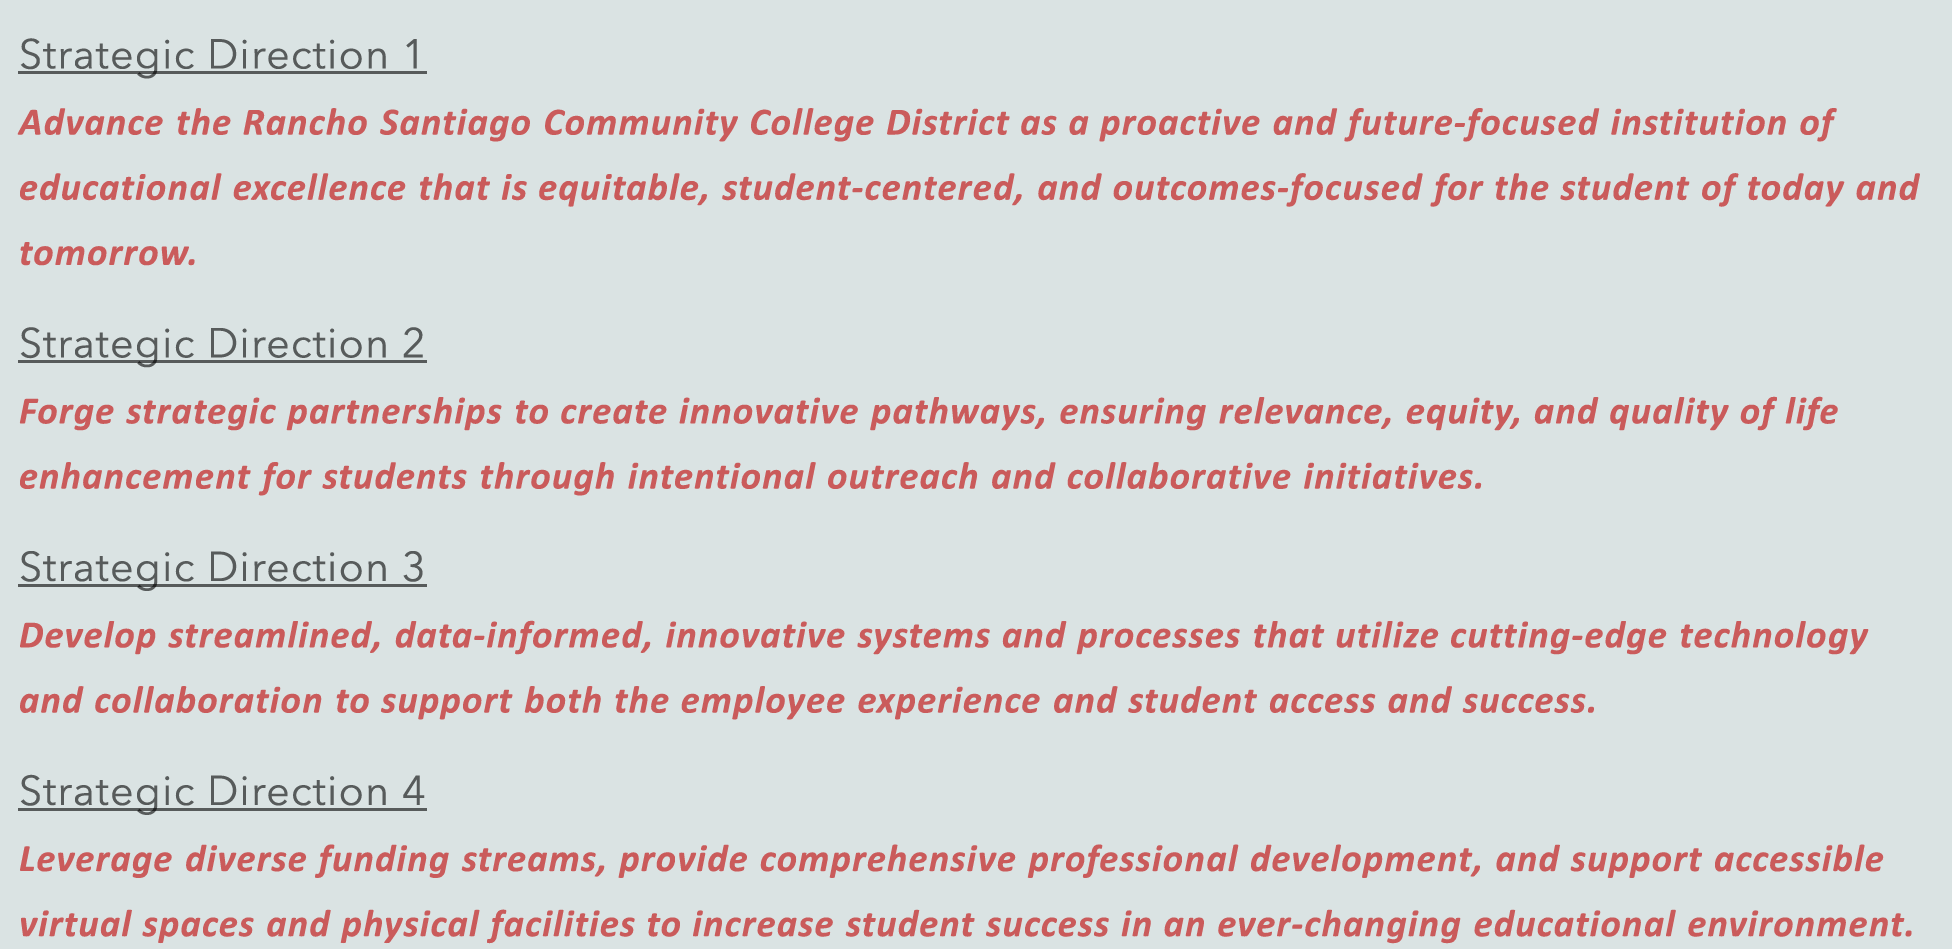 Strategic Direction 1
Advance the Rancho Santiago Community College District as a proactive and future-focused institution of
educational excellence that is equitable, student-centered, and outcomes-focused for the student of today and
tomorrow.
Strategic Direction 2
Forge strategic partnerships to create innovative pathways, ensuring relevance, equity, and quality of life
enhancement for students through intentional outreach and collaborative initiatives.
Strategic Direction 3
Develop streamlined, data-informed, innovative systems and processes that utilize cutting-edge technology
and collaboration to support both the employee experience and student access and success.
Strategic Direction 4
Leverage diverse funding streams, provide comprehensive professional development, and support accessible
virtual spaces and physical facilities to increase student success in an ever-changing educational environment.